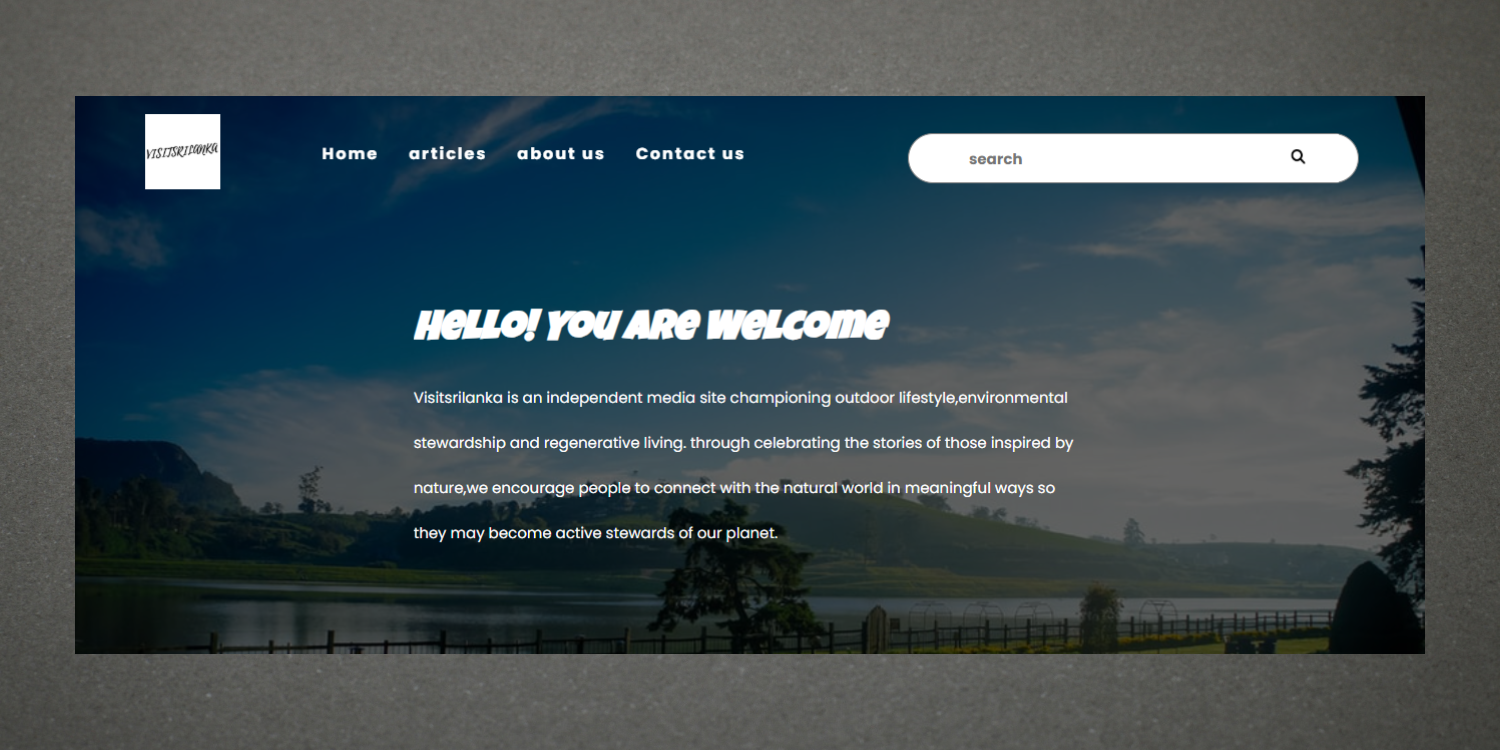 VISITSRILANKA
Home articles about us Contact us
search
Hello! You are Welcome
Visitsrilanka is an independent media site championing outdoor lifestyle,environmental
stewardship and regenerative living. through celebrating the stories of those inspired by
nature,we encourage people to connect with the natural world in meaningful ways so
they may become active stewards of our planet.